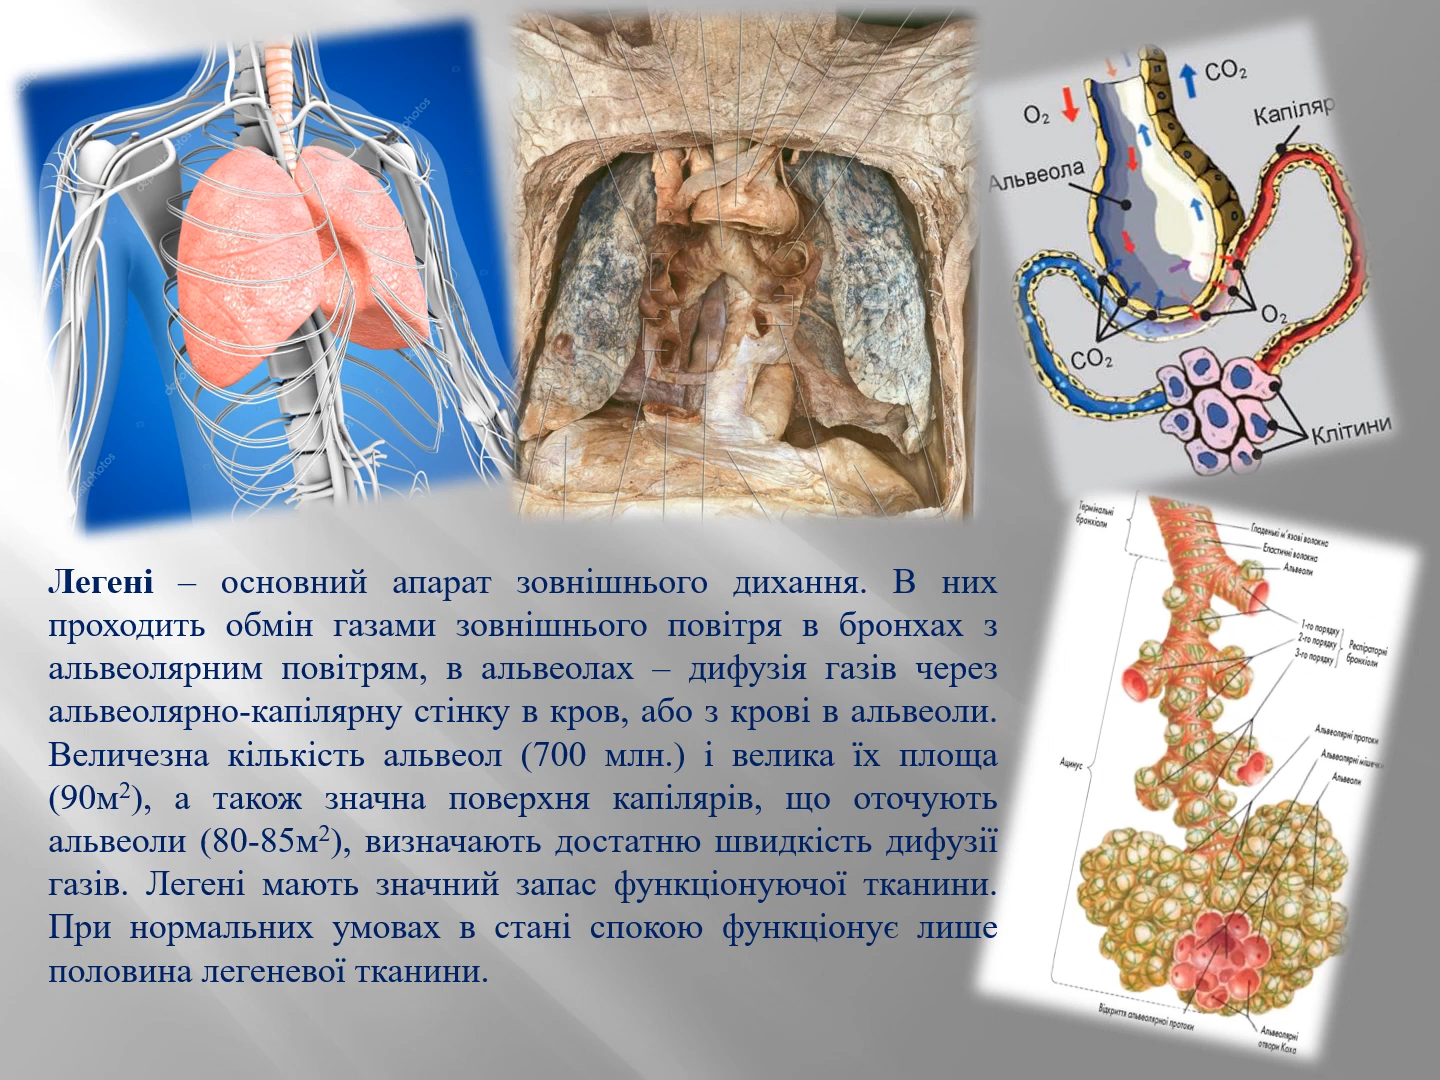 O₂
CO₂
Капіляр
Альвеола
O₂
CO₂
Клітини
Термінальні
бронхіоли
Гладенькі м'язові волокна
Еластичні волокна
Альвеоли
1-го порядку
2-го порядку
3-го порядку
Респіраторні
бронхіоли
Альвеолярні протоки
Альвеолярні мішечки
Альвеоли
Ацинус
Відкриття альвеолярної протоки
Альвеолярні
отвори Коха
Легені – основний апарат зовнішнього дихання. В них
проходить обмін газами зовнішнього повітря в бронхах з
альвеолярним повітрям, в альвеолах – дифузія газів через
альвеолярно-капілярну стінку в кров, або з крові в альвеоли.
Величезна кількість альвеол (700 млн.) і велика їх площа
(90м²), а також значна поверхня капілярів, що оточують
альвеоли (80-85м²), визначають достатню швидкість дифузії
газів. Легені мають значний запас функціонуючої тканини.
При нормальних умовах в стані спокою функціонує лише
половина легеневої тканини.